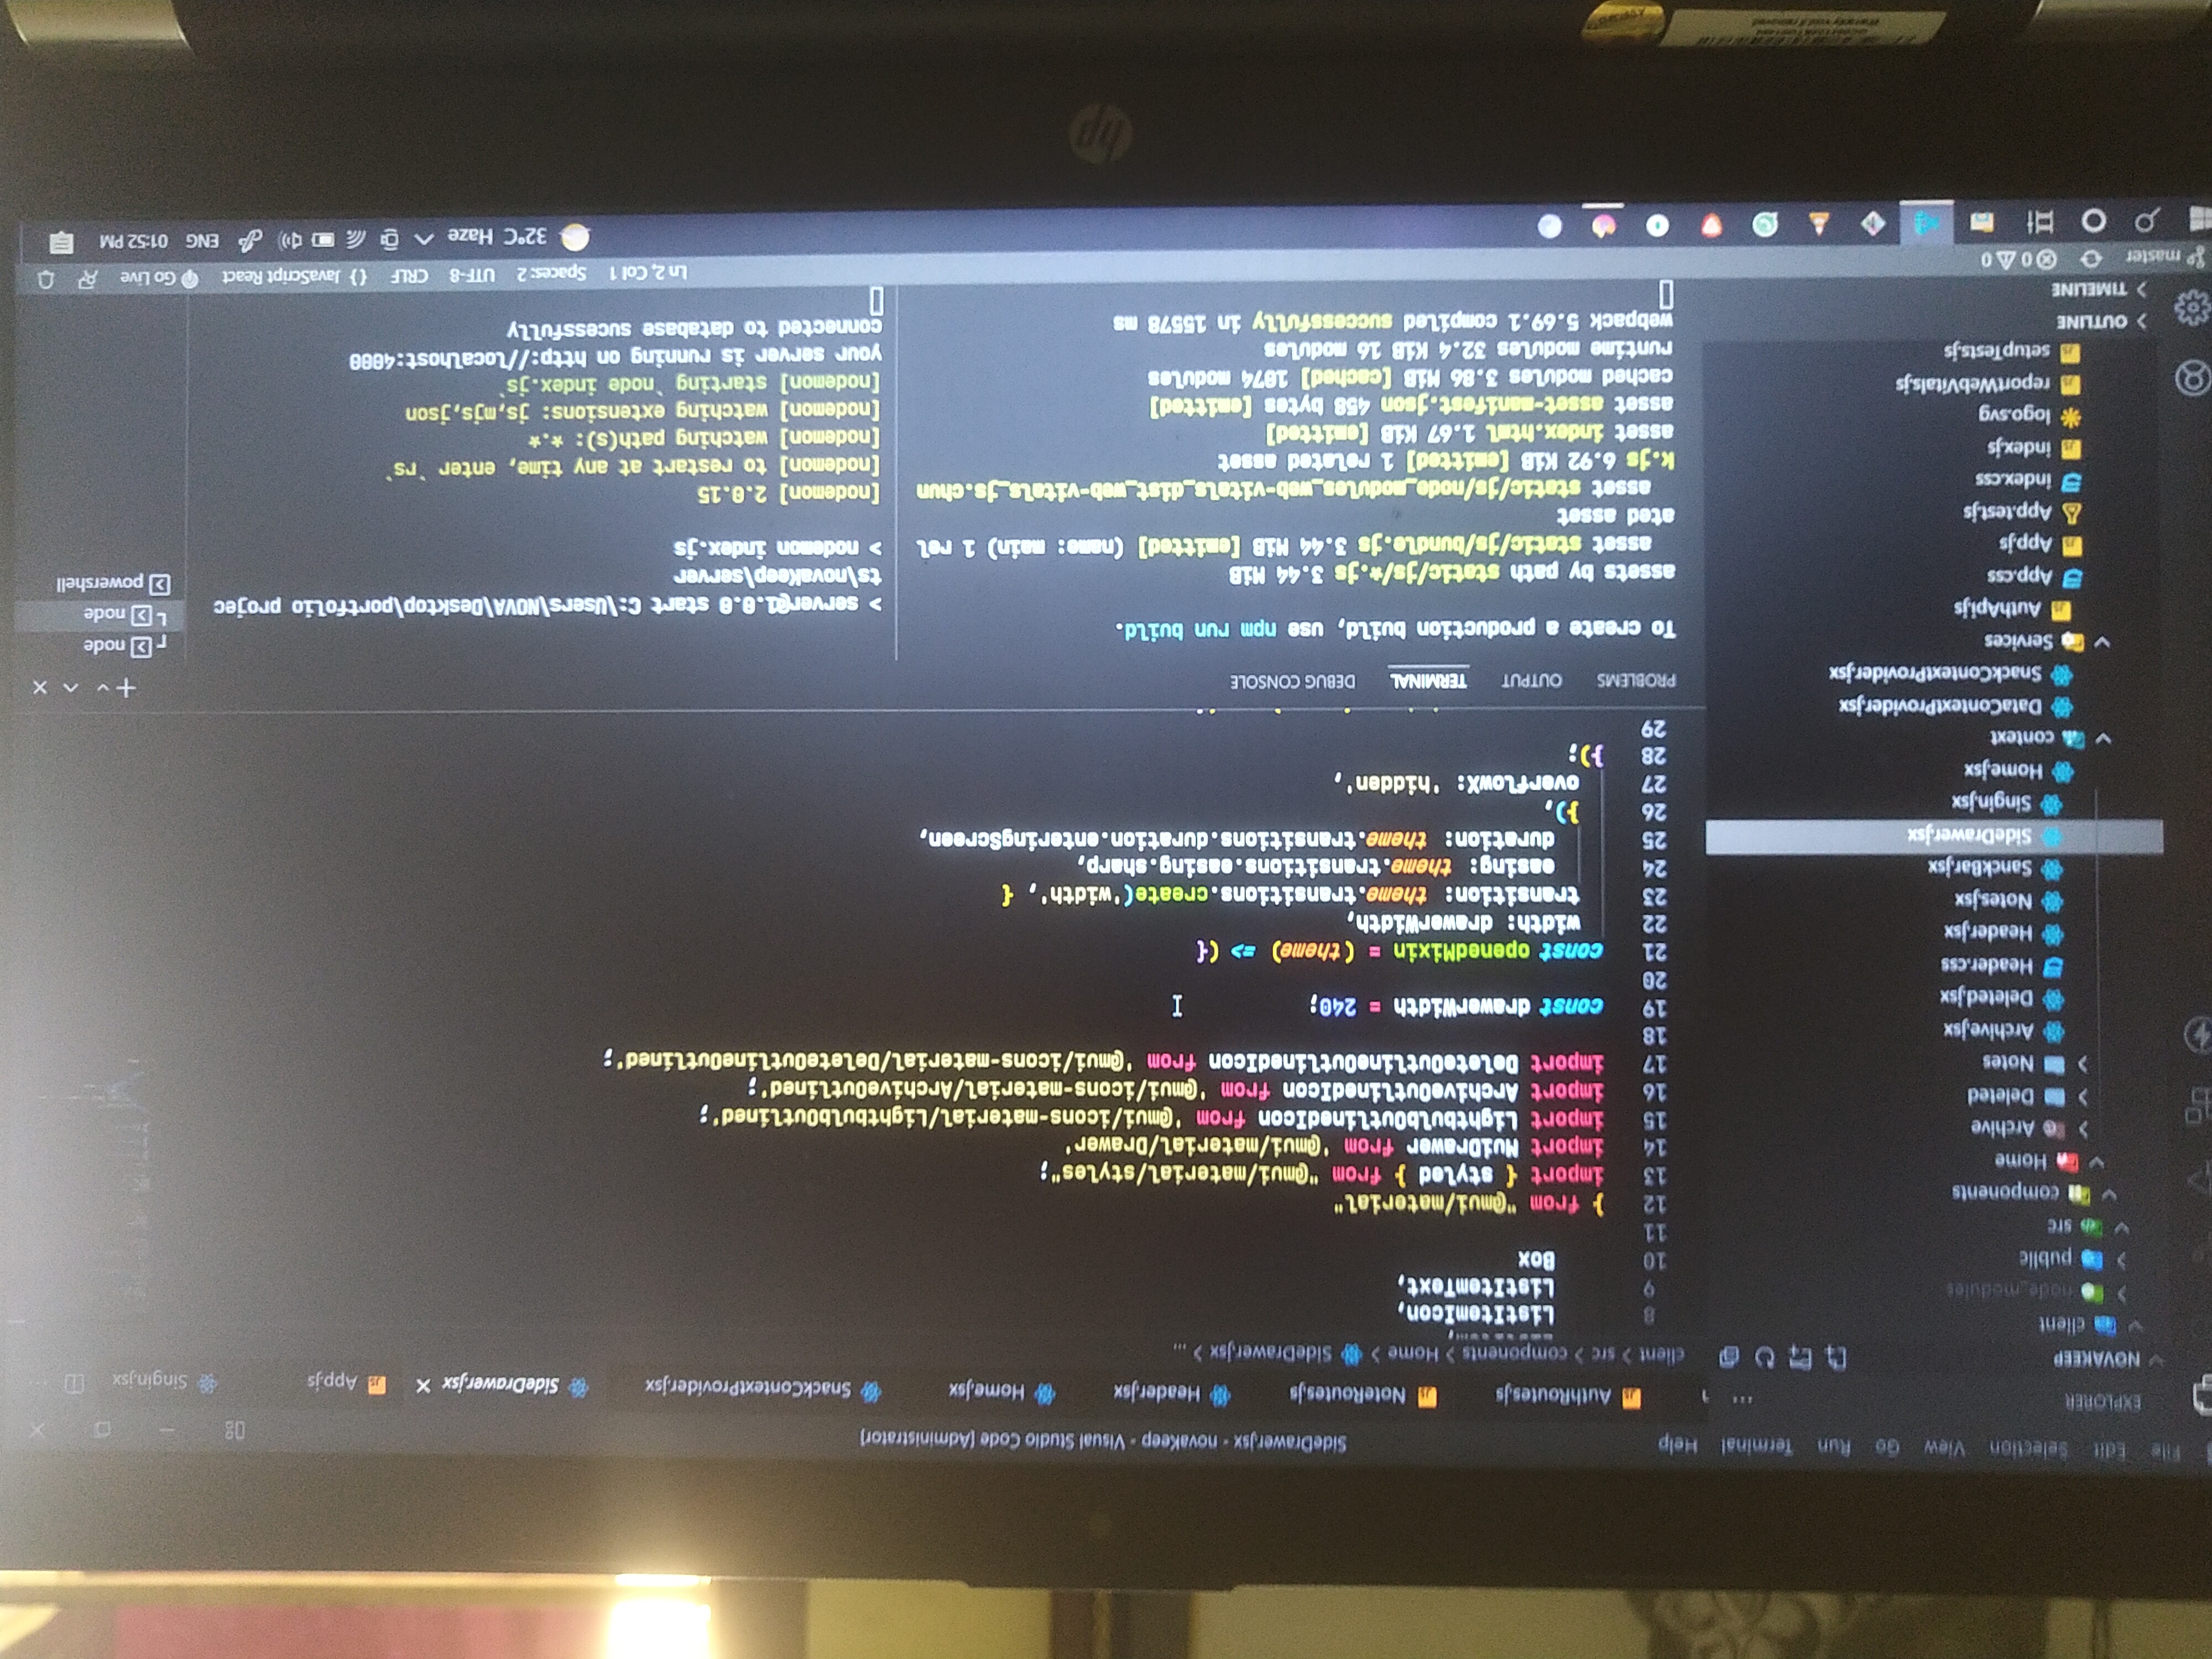 File Edit Selection View Go Run Terminal Help
SideDrawer.jsx - novaKeep - Visual Studio Code [Administrator]
EXPLORER
AuthRoutes.js
NoteRoutes.js
Header.jsx
Home.jsx
SnackContextProvider.jsx
SideDrawer.jsx
App.js
Singin.jsx
client > src > components > Home > SideDrawer.jsx > ...
NOVAKEEP
client
node_modules
public
src
components
Home
Archive
Deleted
Notes
Archive.jsx
Deleted.jsx
Header.css
Header.jsx
Notes.jsx
SanckBar.jsx
SideDrawer.jsx
Singin.jsx
Home.jsx
context
DataContextProvider.jsx
SnackContextProvider.jsx
Services
AuthApi.js
App.css
App.js
App.test.js
index.css
index.js
logo.svg
reportWebVitals.js
setupTests.js
OUTLINE
TIMELINE
8 ListItemIcon,
9 ListItemText,
10 Box
11
12 } from "@mui/material"
13 import { styled } from "@mui/material/styles";
14 import MuiDrawer from '@mui/material/Drawer'
15 import LightbulbOutlinedIcon from '@mui/icons-material/LightbulbOutlined';
16 import ArchiveOutlinedIcon from '@mui/icons-material/ArchiveOutlined';
17 import DeleteOutlineOutlinedIcon from '@mui/icons-material/DeleteOutlineOutlined';
18
19 const drawerWidth = 240;
20
21 const openedMixin = (theme) => ({
22 width: drawerWidth,
23 transition: theme.transitions.create('width', {
24 easing: theme.transitions.easing.sharp,
25 duration: theme.transitions.duration.enteringScreen,
26 }),
27 overflowX: 'hidden',
28 });
29
PROBLEMS OUTPUT TERMINAL DEBUG CONSOLE
To create a production build, use npm run build.
assets by path static/js/*.js 3.44 MiB
asset static/js/bundle.js 3.44 MiB [emitted] (name: main) 1 rel
ated asset
asset static/js/node_modules_web-vitals_dist_web-vitals_js.chun
k.js 6.92 KiB [emitted] 1 related asset
asset index.html 1.67 KiB [emitted]
asset asset-manifest.json 458 bytes [emitted]
cached modules 3.86 MiB [cached] 1074 modules
runtime modules 32.4 KiB 16 modules
webpack 5.69.1 compiled successfully in 15578 ms
> server@1.0.0 start C:\Users\NOVA\Desktop\portfolio projec
ts\novaKeep\server
> nodemon index.js
[nodemon] 2.0.15
[nodemon] to restart at any time, enter `rs`
[nodemon] watching path(s): *.*
[nodemon] watching extensions: js,mjs,json
[nodemon] starting `node index.js`
your server is running on http://localhost:4000
connected to database sucessfully
node
node
powershell
master 0 0
Ln 2, Col 1 Spaces: 2 UTF-8 CRLF {} JavaScript React Go Live
32°C Haze ENG 01:52 PM
hp
Warranty void if removed